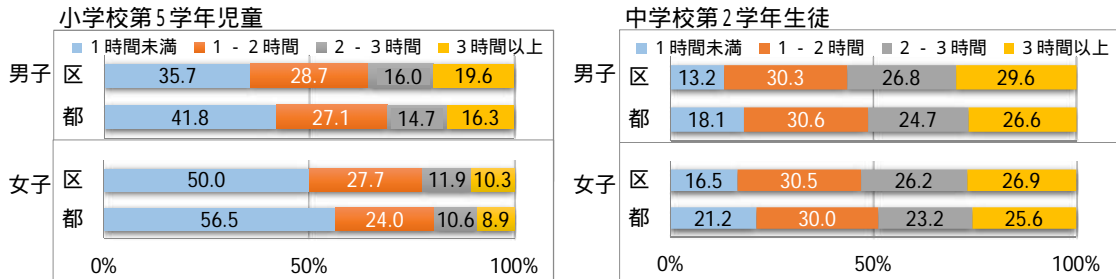 小学校第5学年児童
1時間未満 1-2時間 2-3時間 3時間以上
男子 区 35.7 28.7 16.0 19.6
都 41.8 27.1 14.7 16.3
女子 区 50.0 27.7 11.9 10.3
都 56.5 24.0 10.6 8.9
0% 50% 100%
中学校第2学年生徒
1時間未満 1-2時間 2-3時間 3時間以上
男子 区 13.2 30.3 26.8 29.6
都 18.1 30.6 24.7 26.6
女子 区 16.5 30.5 26.2 26.9
都 21.2 30.0 23.2 25.6
0% 50% 100%